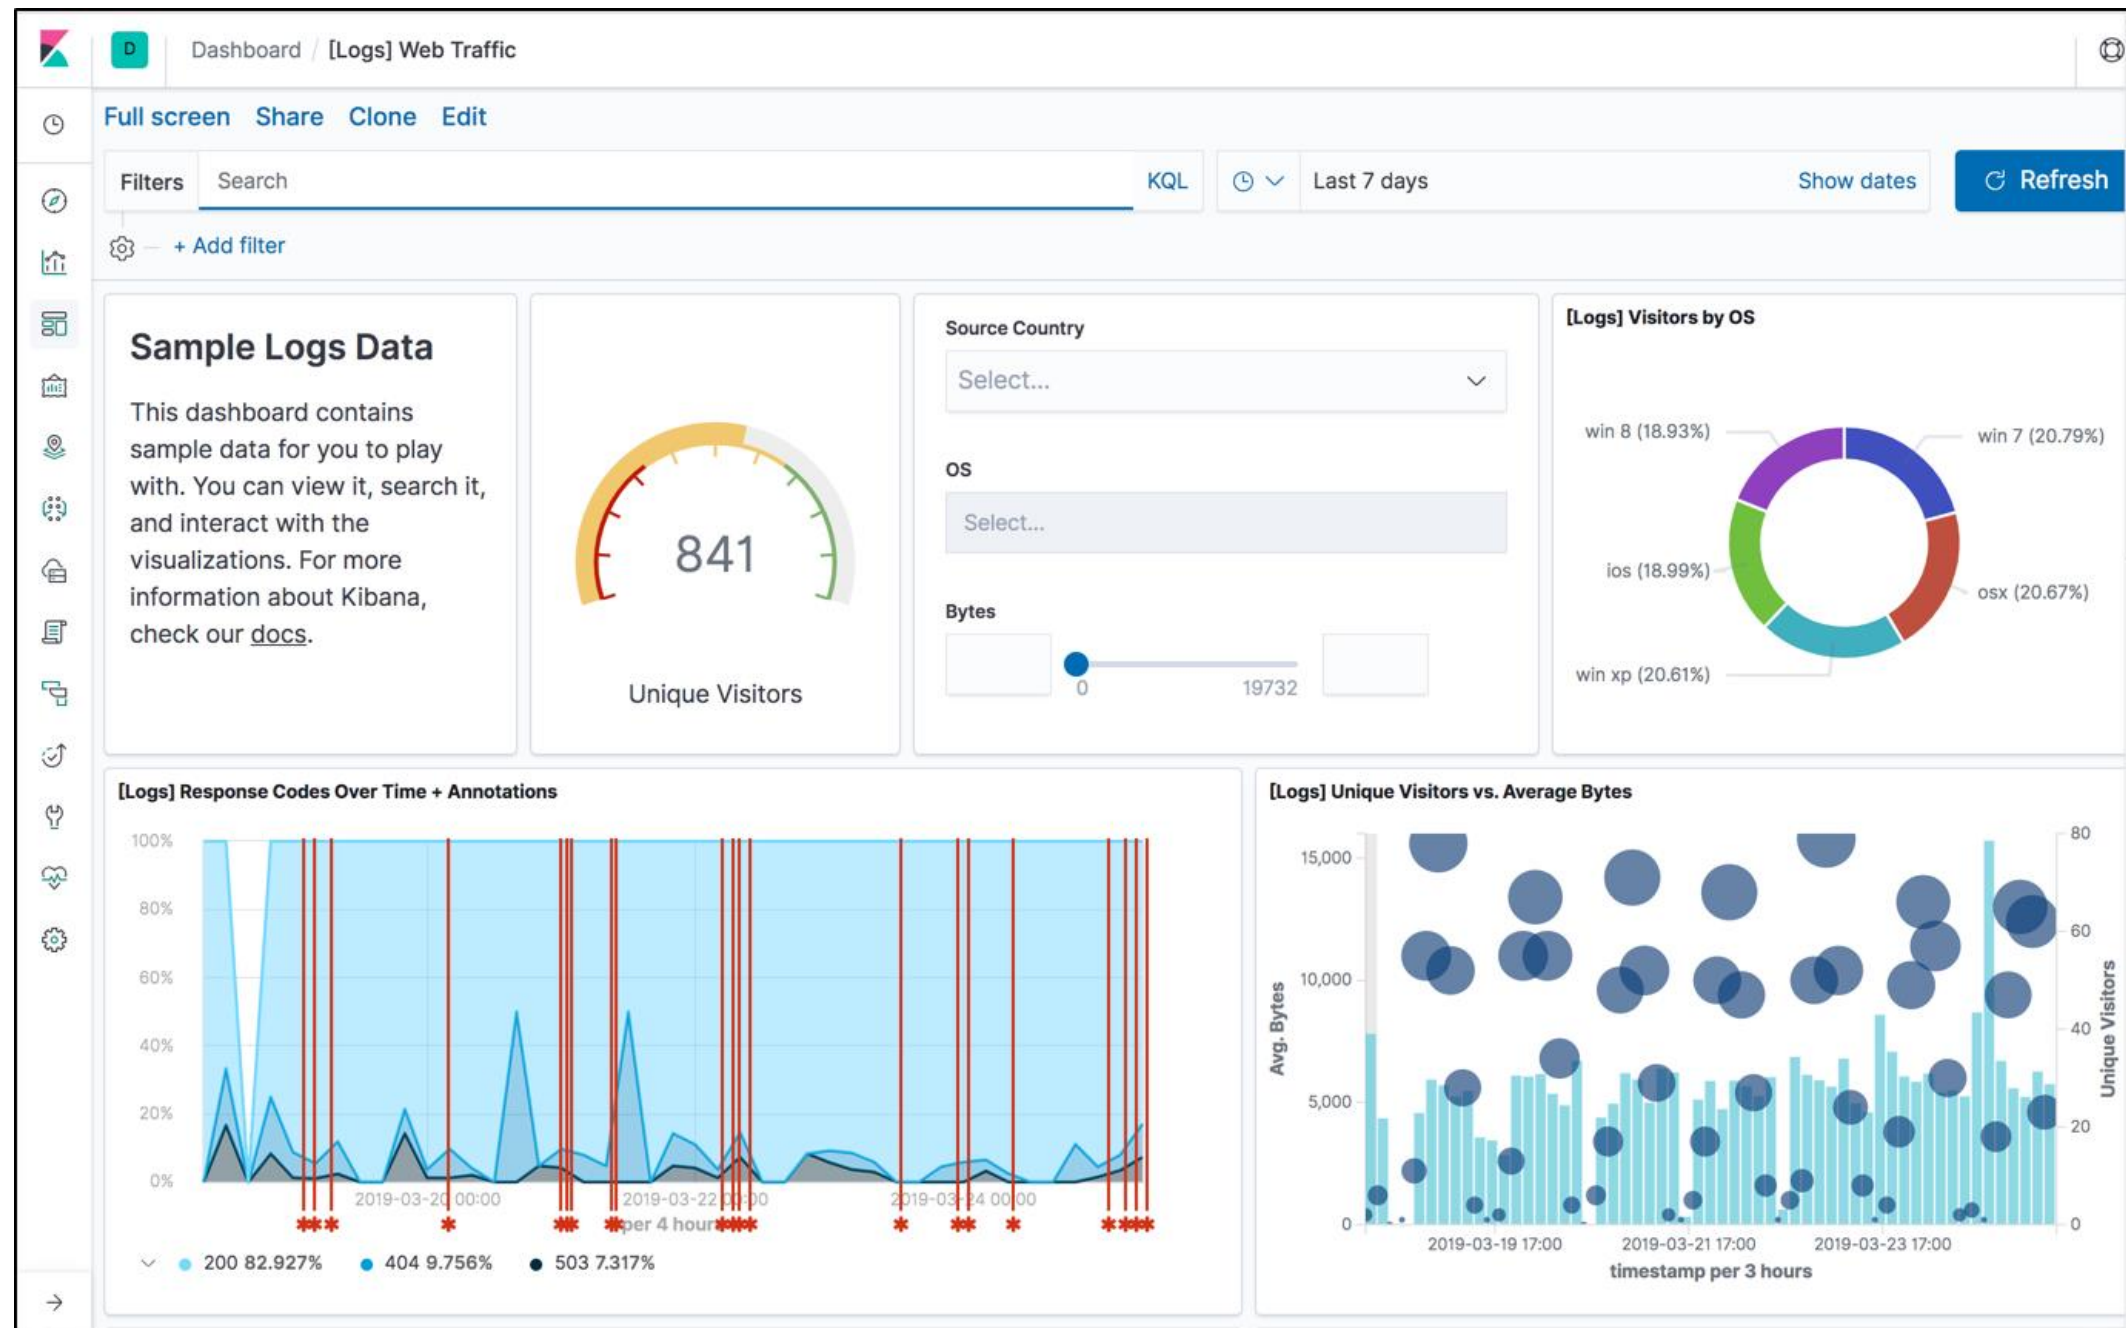 D
Dashboard / [Logs] Web Traffic
Full screen Share Clone Edit
Filters Search KQL Last 7 days Show dates Refresh
+ Add filter
Sample Logs Data
This dashboard contains
sample data for you to play
with. You can view it, search it,
and interact with the
visualizations. For more
information about Kibana,
check our docs.
841
Unique Visitors
Source Country
Select...
OS
Select...
Bytes
0 19732
[Logs] Visitors by OS
win 8 (18.93%)
win 7 (20.79%)
ios (18.99%)
osx (20.67%)
win xp (20.61%)
[Logs] Response Codes Over Time + Annotations
100%
80%
60%
40%
20%
0%
2019-03-20 00:00 2019-03-22 00:00 2019-03-24 00:00
per 4 hours
200 82.927% 404 9.756% 503 7.317%
[Logs] Unique Visitors vs. Average Bytes
Avg. Bytes
15,000
10,000
5,000
0
80
60
40
20
0
Unique Visitors
2019-03-19 17:00 2019-03-21 17:00 2019-03-23 17:00
timestamp per 3 hours